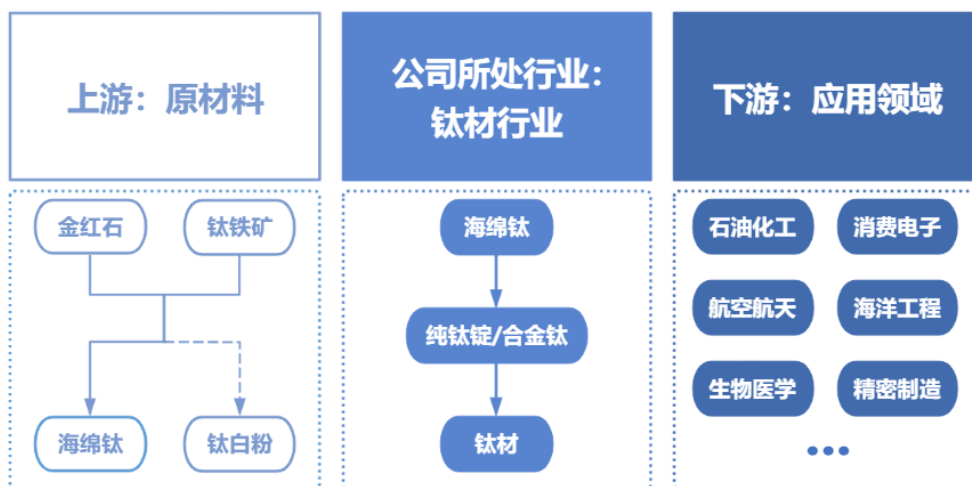 上游：原材料
公司所处行业：
钛材行业
下游：应用领域
金红石
钛铁矿
海绵钛
钛白粉
海绵钛
纯钛锭/合金钛
钛材
石油化工
消费电子
航空航天
海洋工程
生物医学
精密制造
•••